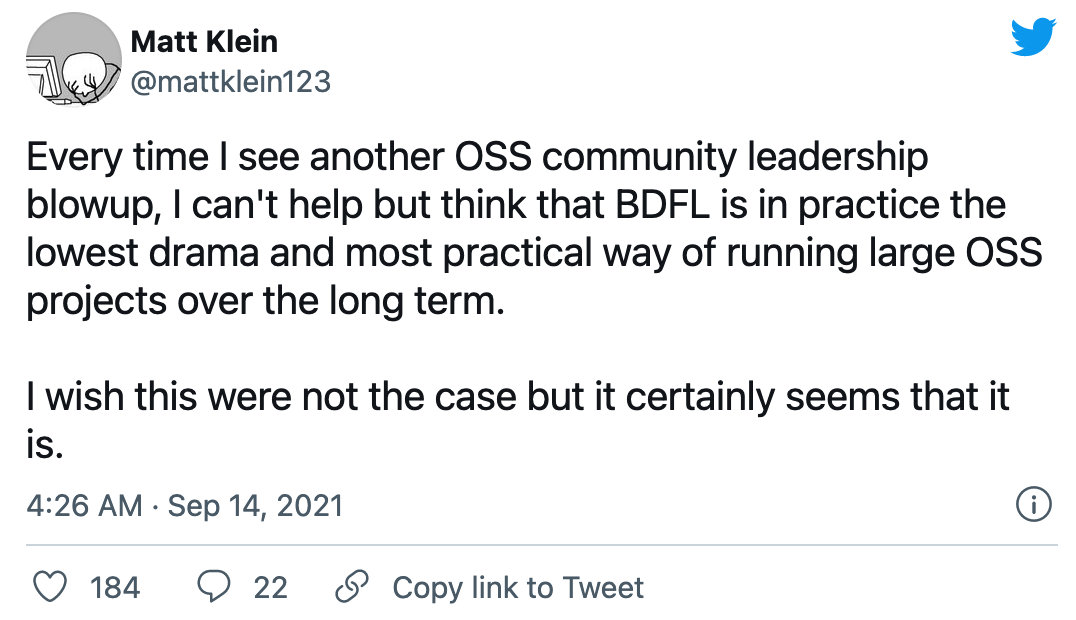 Matt Klein
@mattklein123
Every time I see another OSS community leadership
blowup, I can't help but think that BDFL is in practice the
lowest drama and most practical way of running large OSS
projects over the long term.
I wish this were not the case but it certainly seems that it
is.
4:26 AM · Sep 14, 2021
184 22 Copy link to Tweet